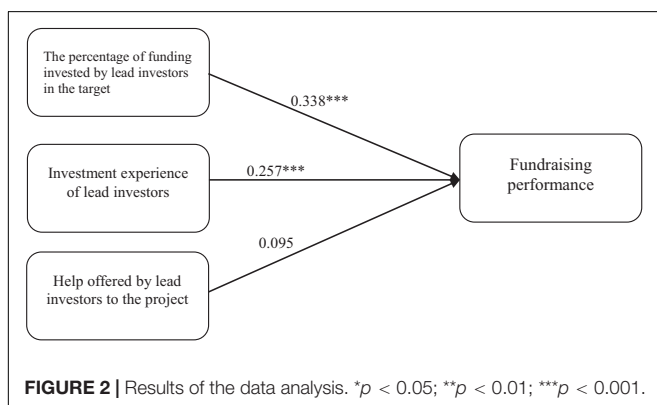 The percentage of funding
invested by lead investors
in the target
0.338***
Investment experience
of lead investors
0.257***
Fundraising
performance
0.095
Help offered by lead
investors to the project
FIGURE 2 | Results of the data analysis. *p < 0.05; **p < 0.01; ***p < 0.001.